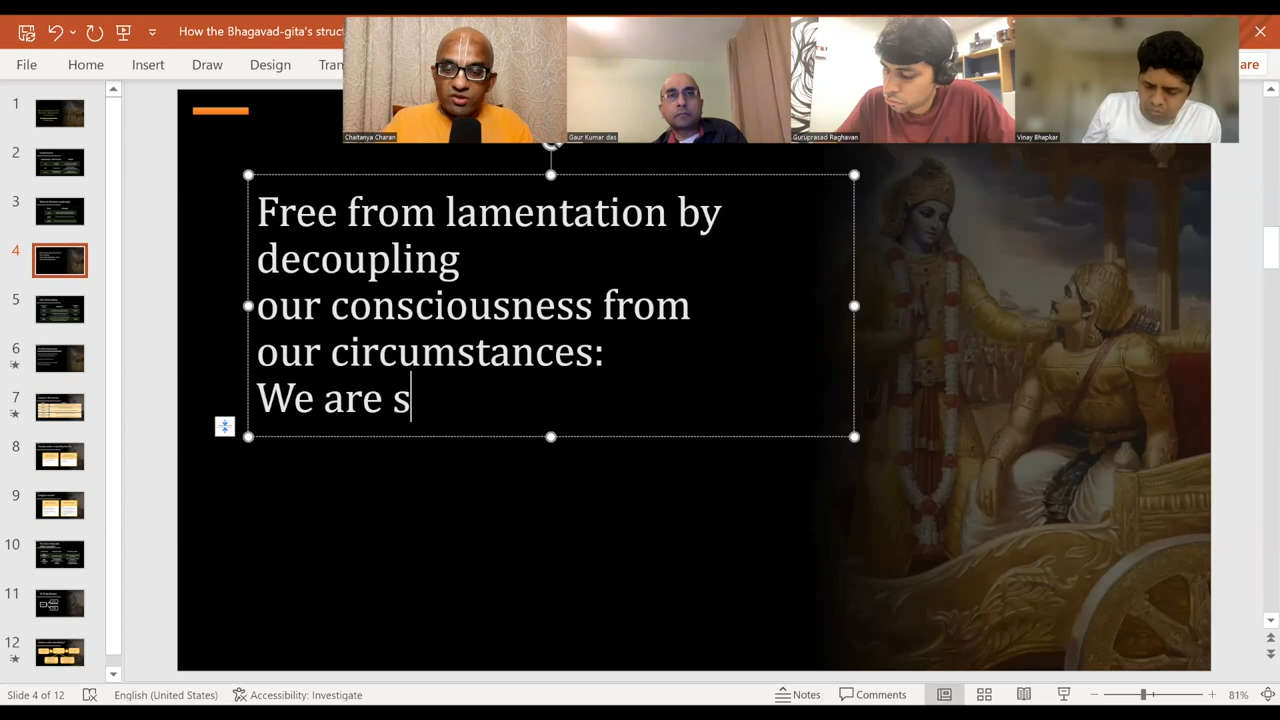 How the Bhagavad-gita's struct
File
Home
Insert
Draw
Design
Tran
are
Chaitanya Charan
Gaur Kumar das
Guruprasad Raghavan
Vinay Bhapkar
1
2
3
4
5
6
7
8
9
10
11
12
Free from lamentation by
decoupling
our consciousness from
our circumstances:
We are s
Slide 4 of 12
English (United States)
Accessibility: Investigate
Notes
Comments
81%